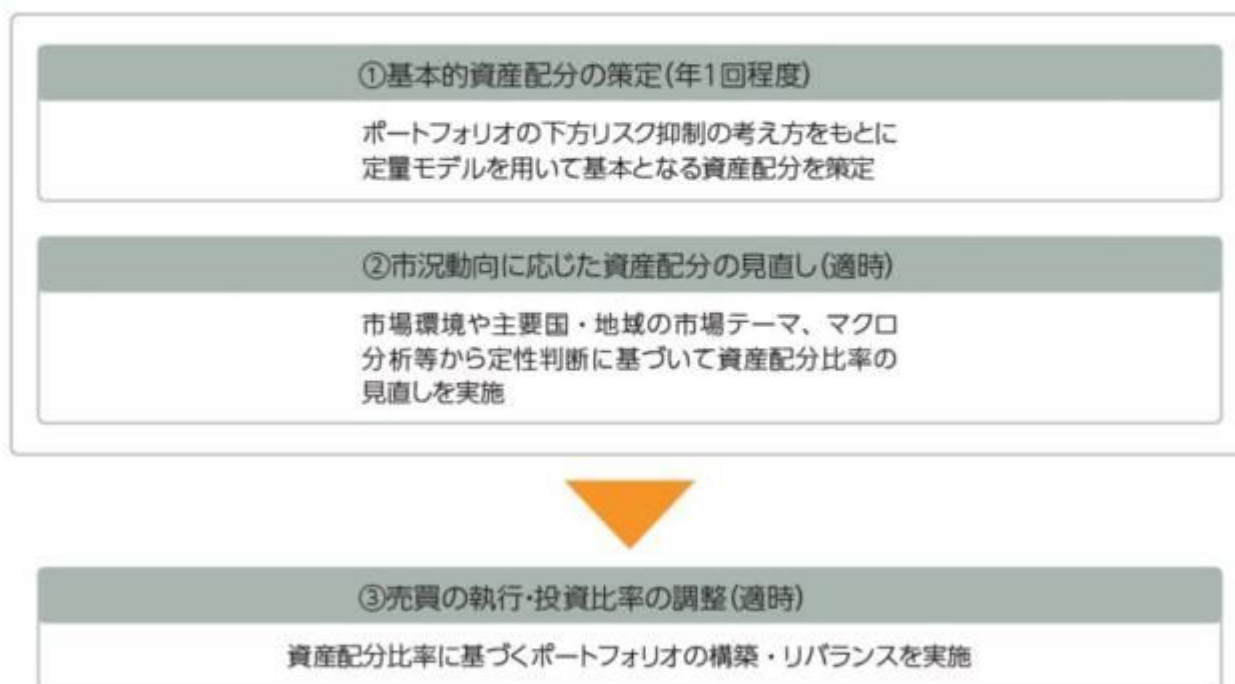 ①基本的資産配分の策定(年1回程度)
ポートフォリオの下方リスク抑制の考え方をもとに
定量モデルを用いて基本となる資産配分を策定
②市況動向に応じた資産配分の見直し(適時)
市場環境や主要国・地域の市場テーマ、マクロ
分析等から定性判断に基づいて資産配分比率の
見直しを実施
③売買の執行･投資比率の調整(適時)
資産配分比率に基づくポートフォリオの構築・リバランスを実施